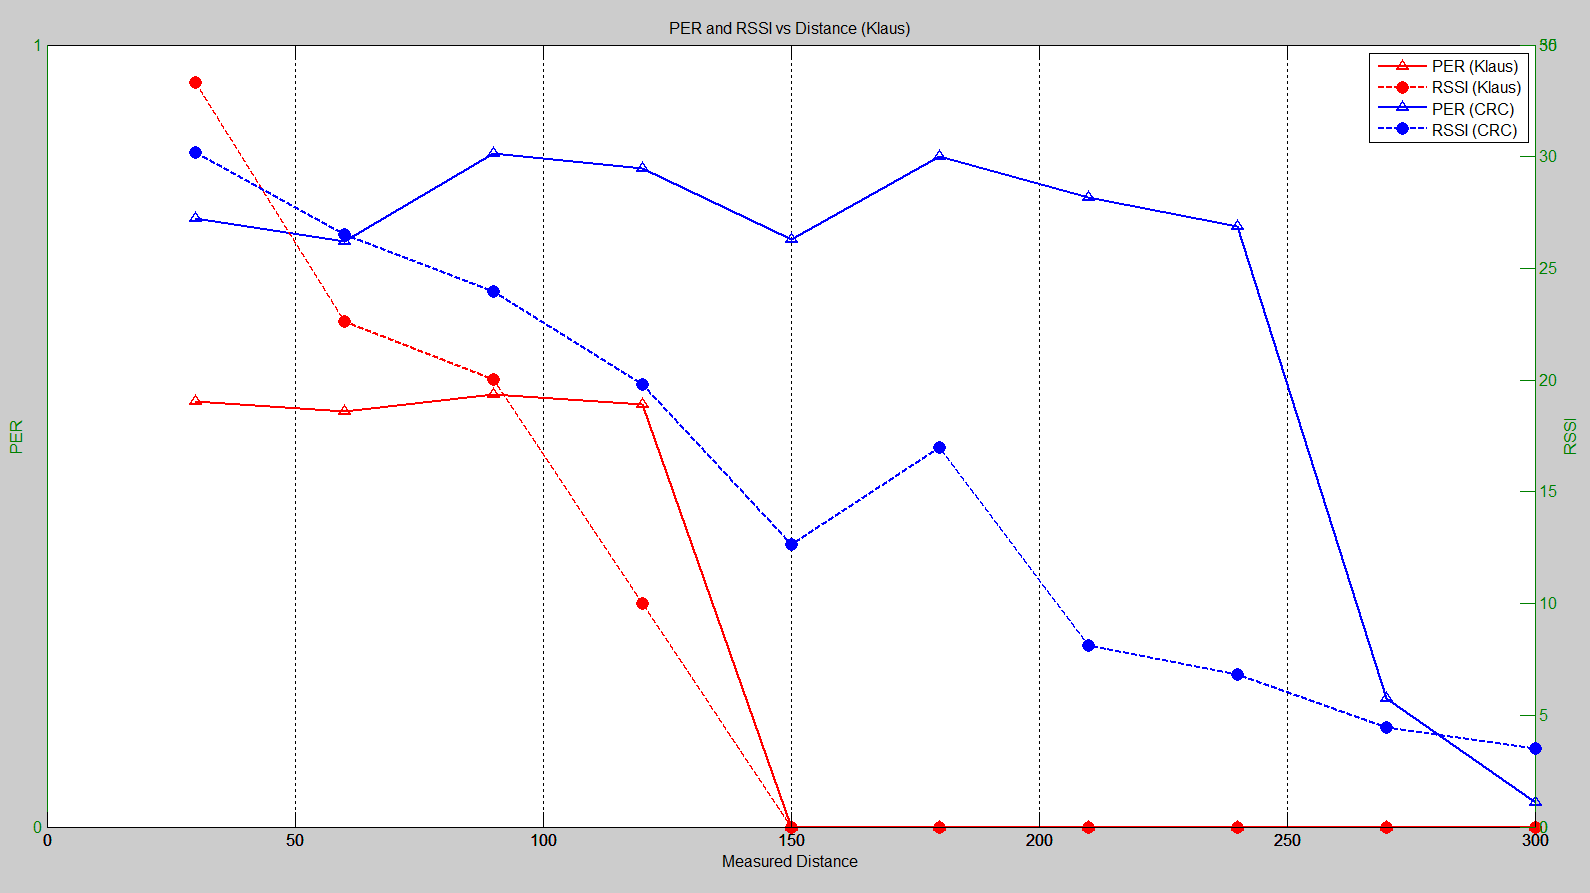 PER and RSSI vs Distance (Klaus)
1
PER (Klaus)
RSSI (Klaus)
PER (CRC)
RSSI (CRC)
30
25
20
15
10
5
0
PER
RSSI
0
0 50 100 150 200 250 300
Measured Distance